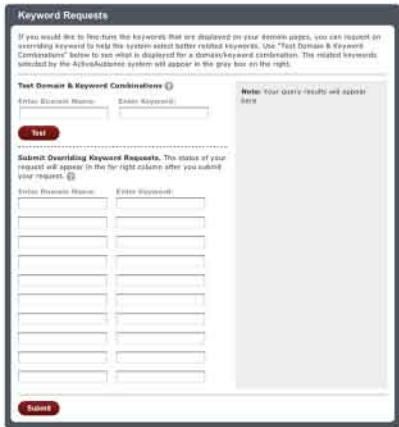 Keyword Requests
If you would like to fine-tune the keywords that are displayed on your domain pages, you can request an
overriding keyword to help the system select better related keywords. Use "Test Domain & Keyword
Combinations" below to see what is displayed for a domain/keyword combination. The related keywords
selected by the ActiveAudience system will appear in the gray box on the right.
Test Domain & Keyword Combinations
Note: Your query results will appear
here
Enter Domain Name: Enter Keyword:
Test
Submit Overriding Keyword Requests. The status of your
request will appear in the far right column after you submit
your request.
Enter Domain Name: Enter Keyword:
Submit